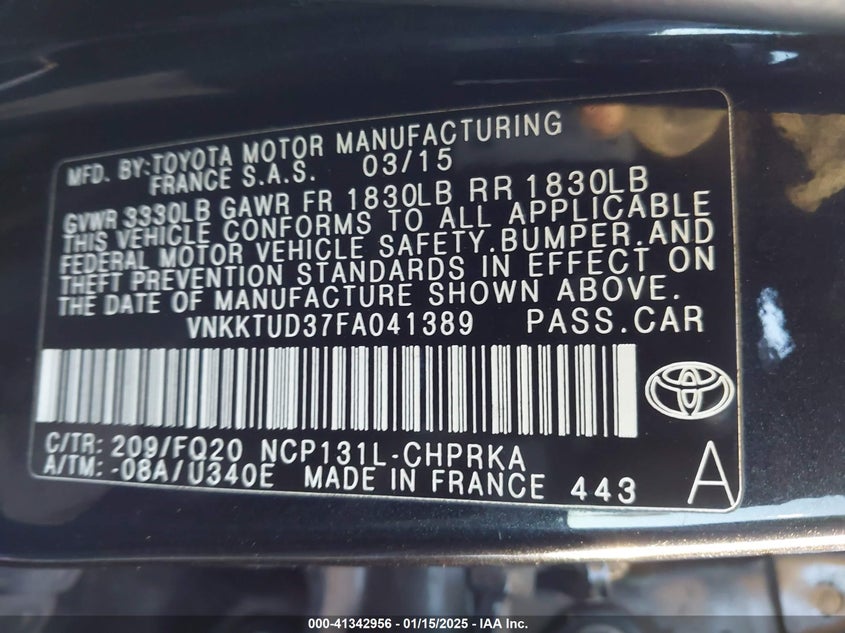 MFD. BY:TOYOTA MOTOR MANUFACTURING
FRANCE S.A.S. 03/15
GVWR 3330LB GAWR FR 1830LB RR 1830LB
THIS VEHICLE CONFORMS TO ALL APPLICABLE
FEDERAL MOTOR VEHICLE SAFETY.BUMPER.AND
THEFT PREVENTION STANDARDS IN EFFECT ON
THE DATE OF MANUFACTURE SHOWN ABOVE.
VNKKTUD37FA041389 PASS.CAR
C/TR: 209/FQ20 NCP131L-CHPRKA
A/TM: -08A/U340E MADE IN FRANCE 443 A
000-41342956 - 01/15/2025 - IAA Inc.